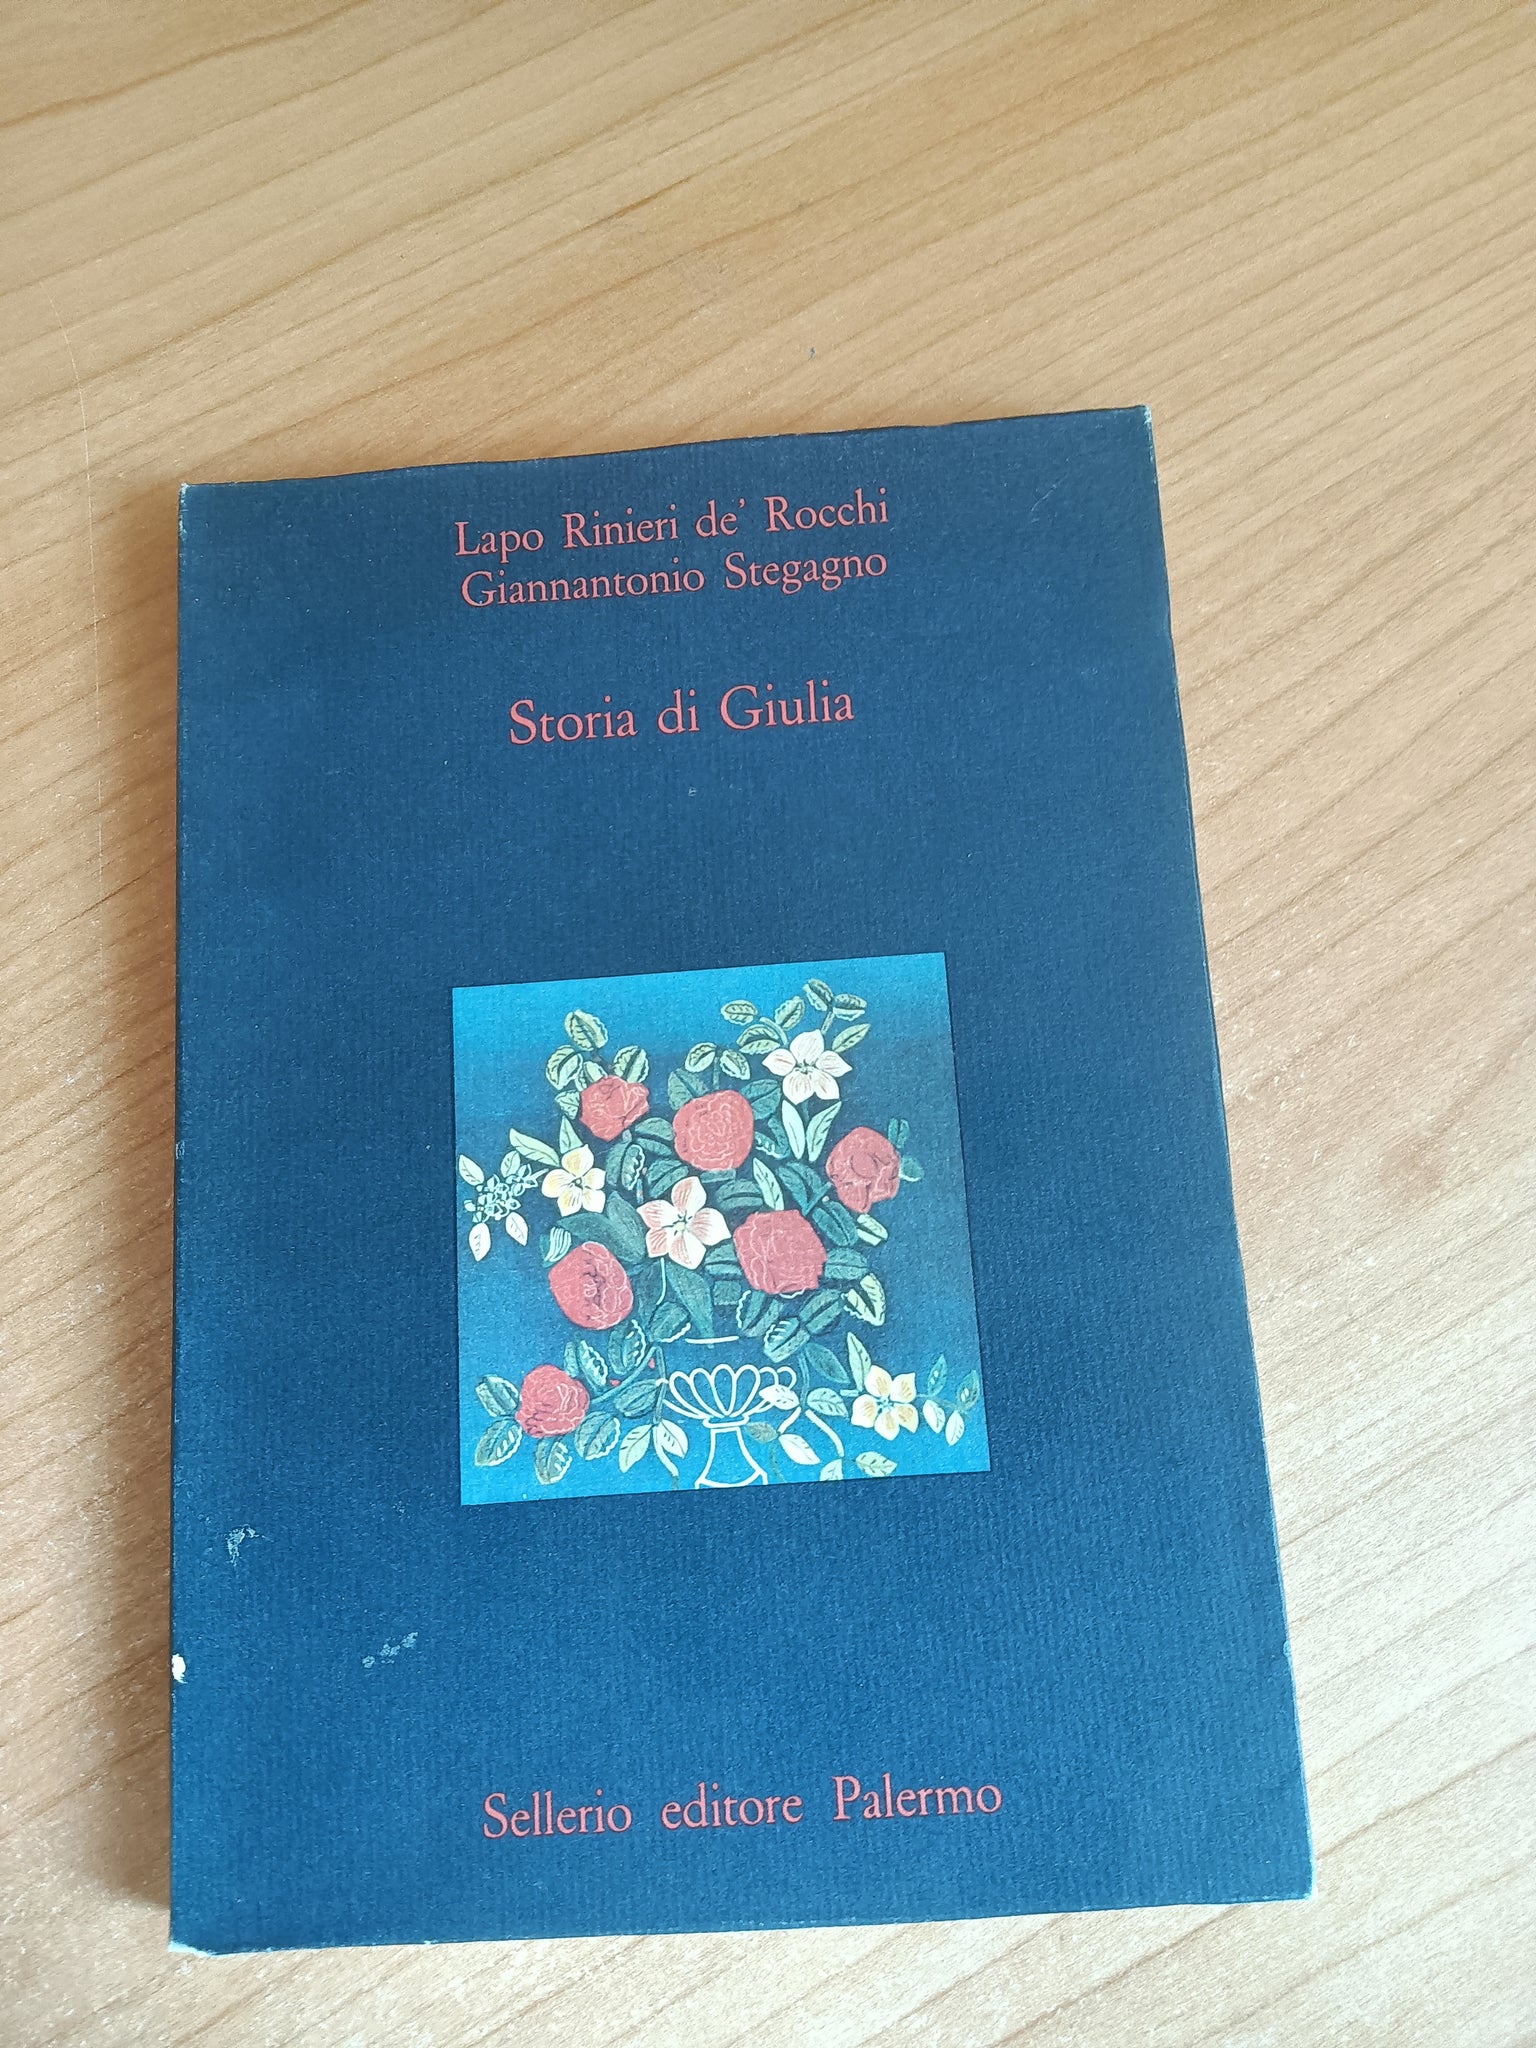 Lapo Rinieri de' Rocchi
Giannantonio Stegagno
Storia di Giulia
Sellerio editore Palermo